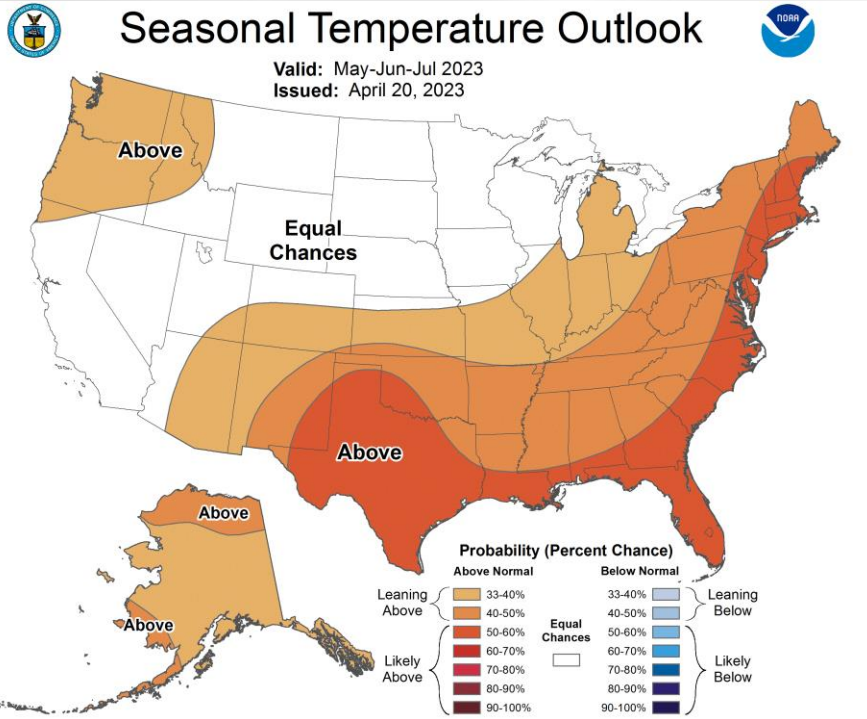 Seasonal Temperature Outlook
NOAA
Valid: May-Jun-Jul 2023
Issued: April 20, 2023
Above
Equal
Chances
Above
Above
Above
Probability (Percent Chance)
Above Normal
Below Normal
Leaning
Above
33-40%
40-50%
Likely
Above
50-60%
60-70%
70-80%
80-90%
90-100%
Equal
Chances
33-40%
40-50%
Leaning
Below
50-60%
60-70%
70-80%
80-90%
90-100%
Likely
Below